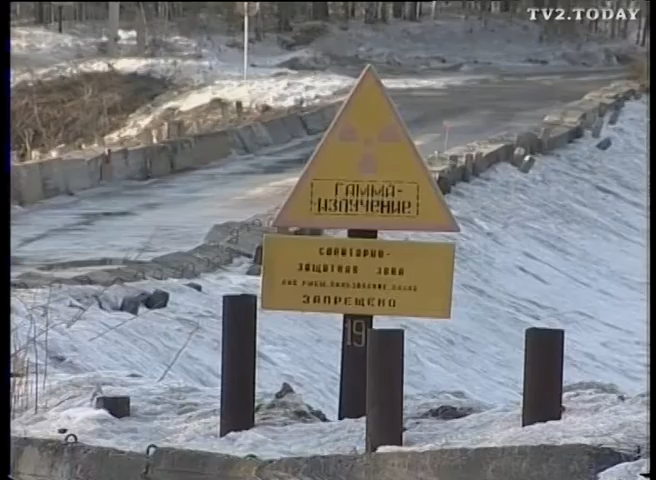 TV2.TODAY
ГАММА-
ИЗЛУЧЕНИЕ
САНИТАРНО-
ЗАЩИТНАЯ ЗОНА
ЗАПРЕЩЕНО
19